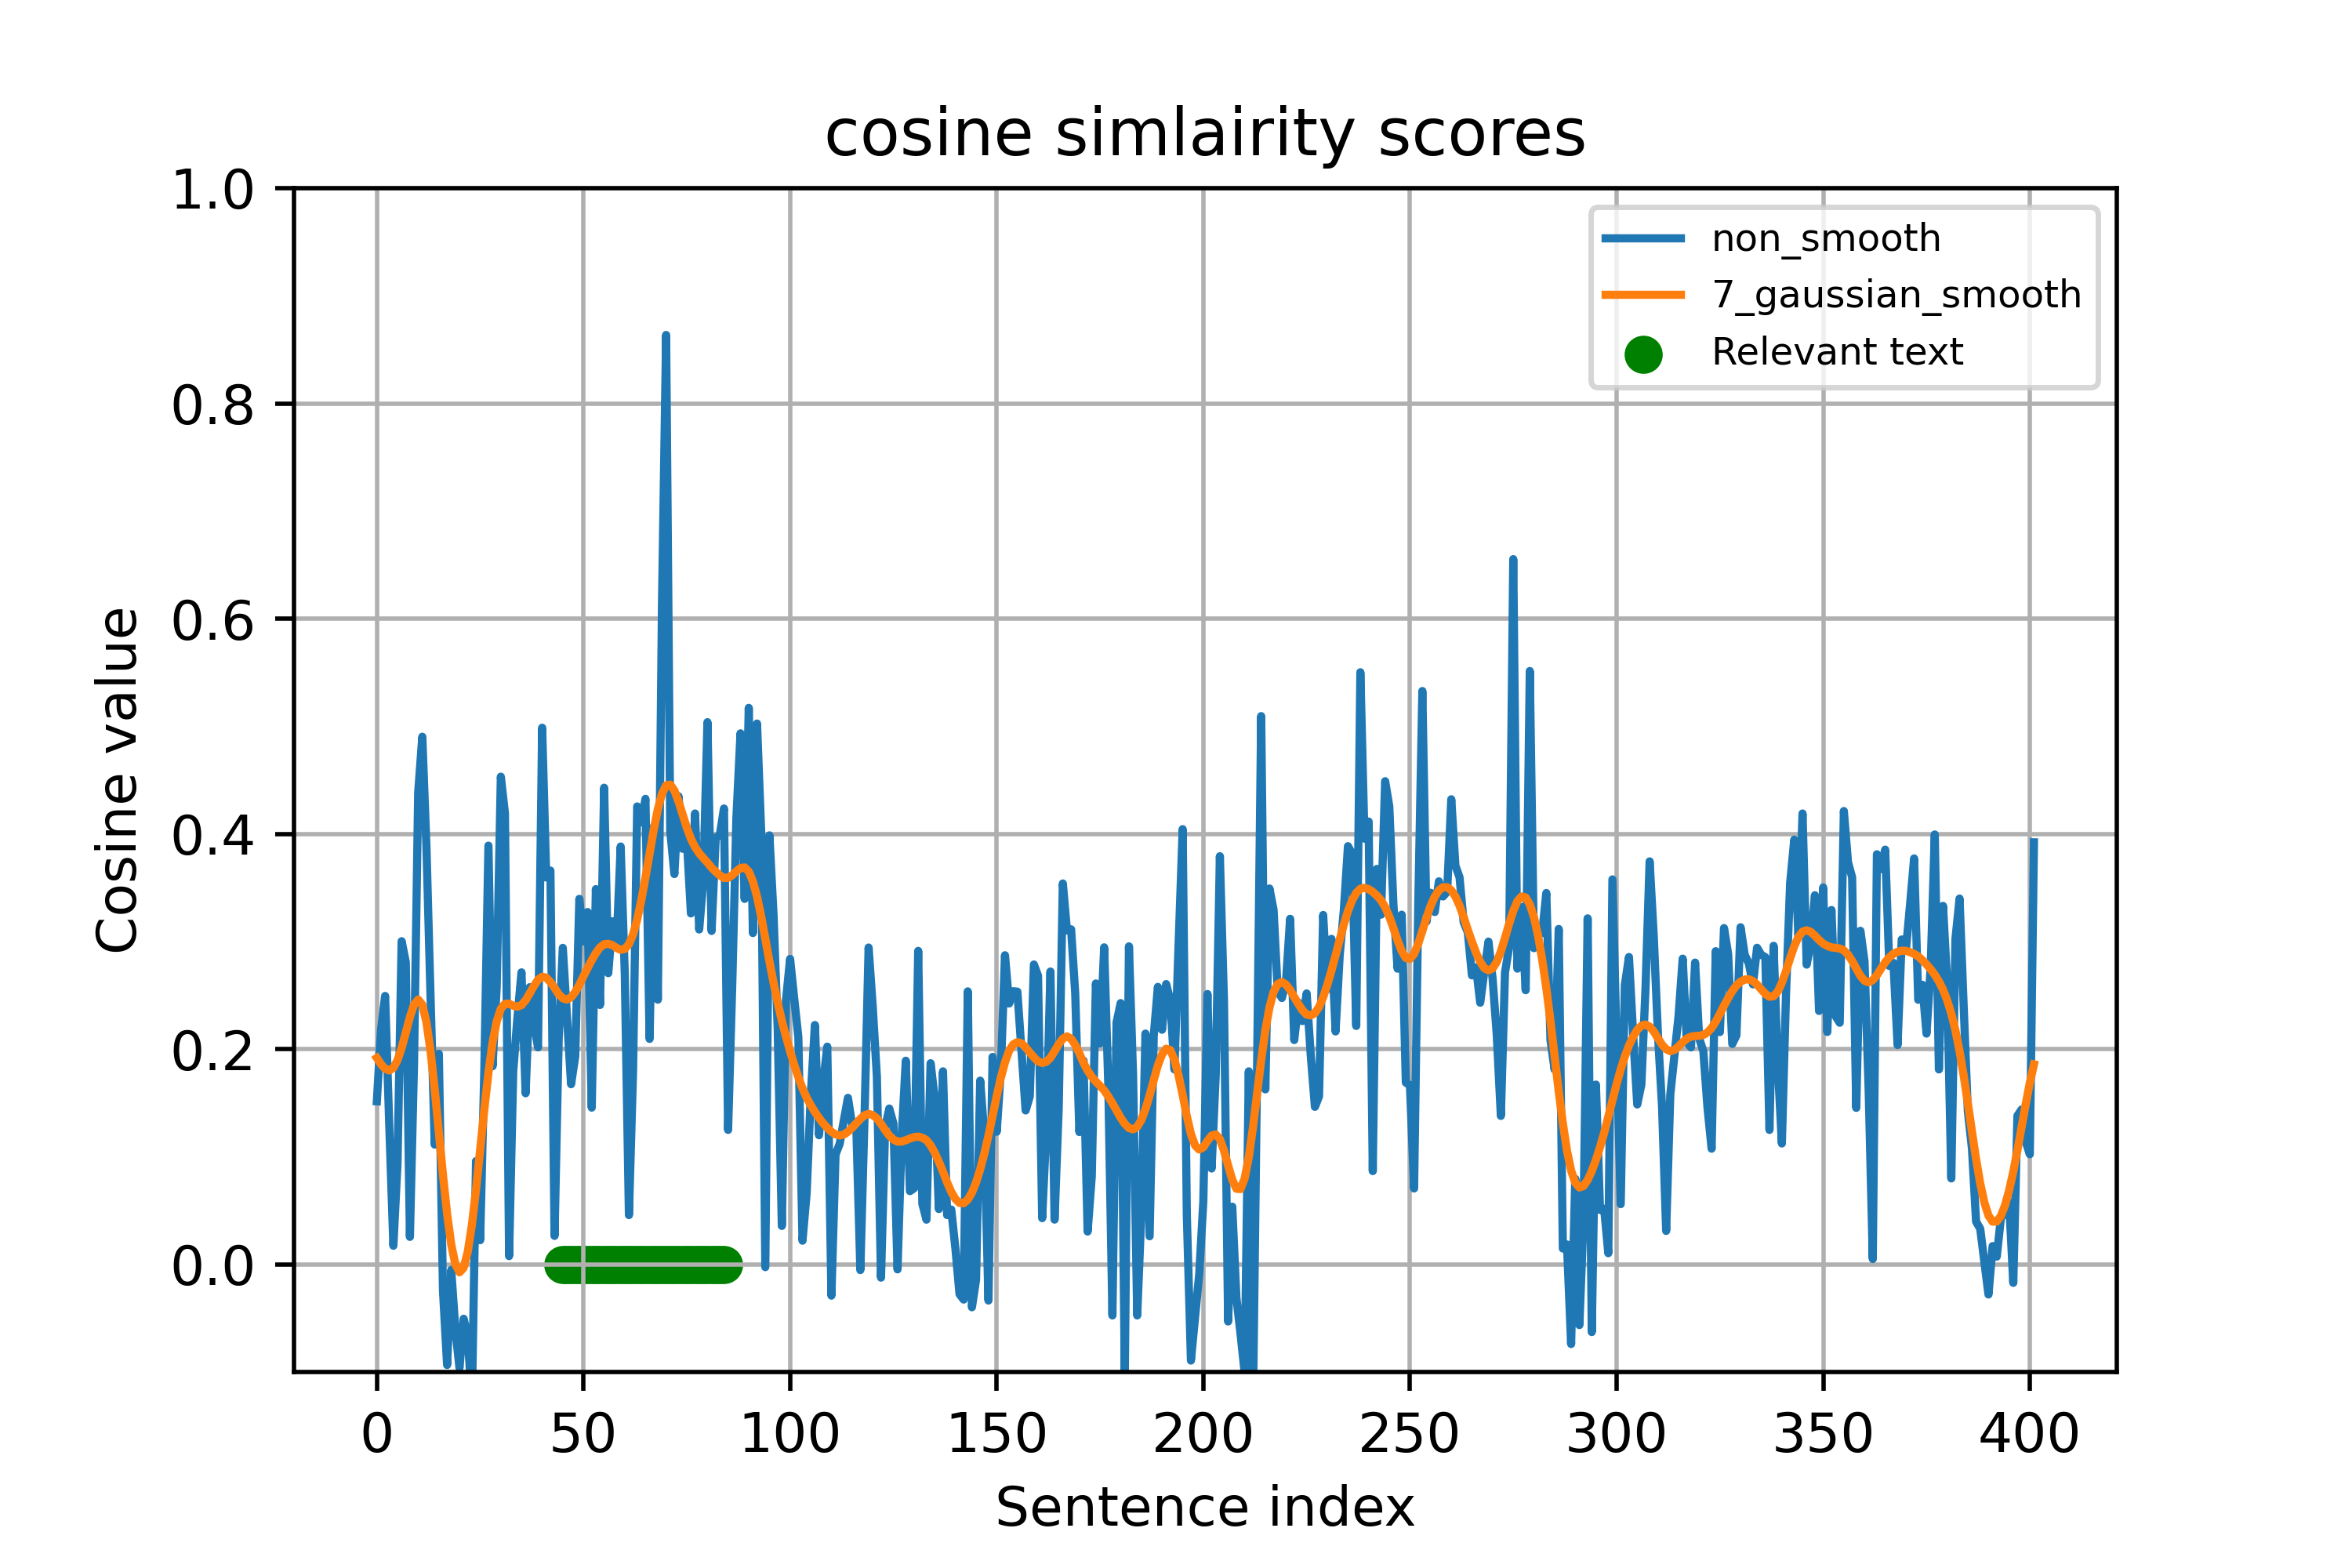 cosine simlairity scores
1.0
0.8
0.6
0.4
0.2
0.0
Cosine value
non_smooth
7_gaussian_smooth
Relevant text
0 50 100 150 200 250 300 350 400
Sentence index